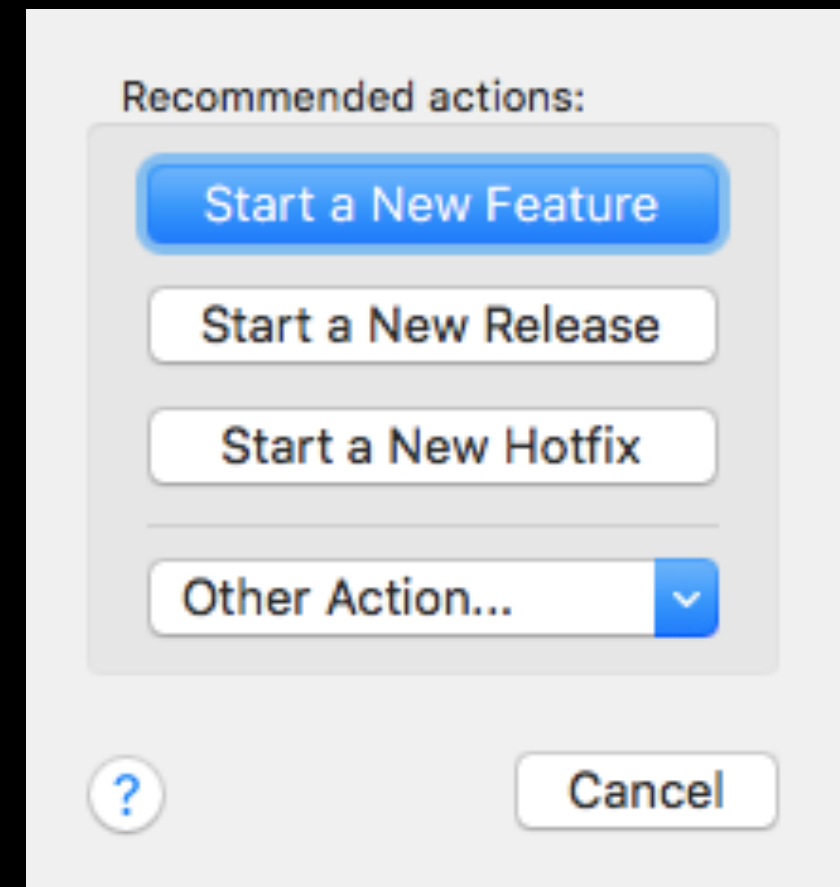 Recommended actions:
Start a New Feature
Start a New Release
Start a New Hotfix
Other Action...
?
Cancel